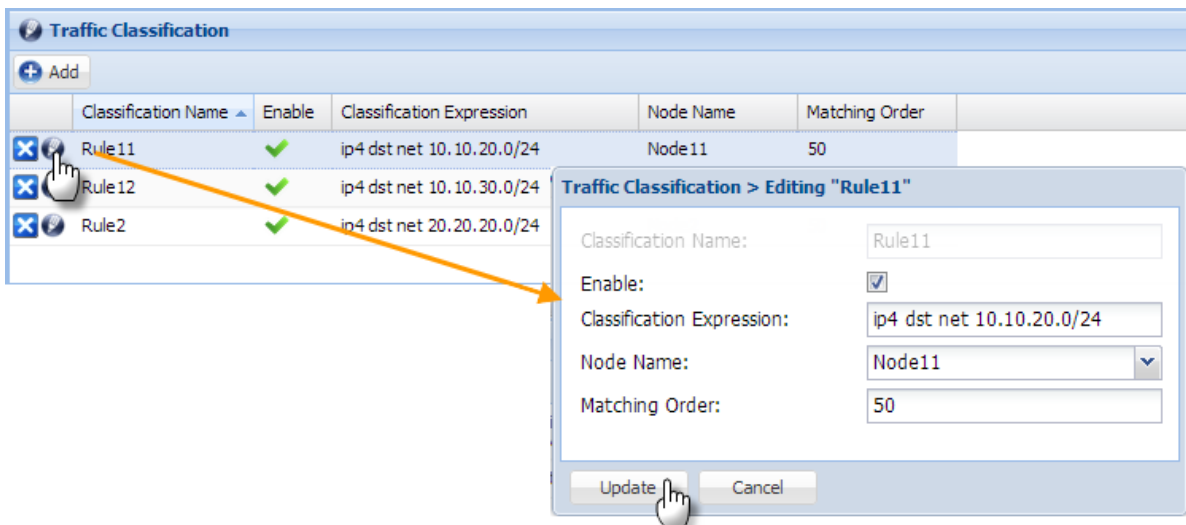 Traffic Classification
Add
Classification Name Enable Classification Expression Node Name Matching Order
Rule11 ip4 dst net 10.10.20.0/24 Node11 50
Rule12 ip4 dst net 10.10.30.0/24
Rule2 ip4 dst net 20.20.20.0/24
Traffic Classification > Editing "Rule11"
Classification Name: Rule11
Enable:
Classification Expression: ip4 dst net 10.10.20.0/24
Node Name: Node11
Matching Order: 50
Update Cancel